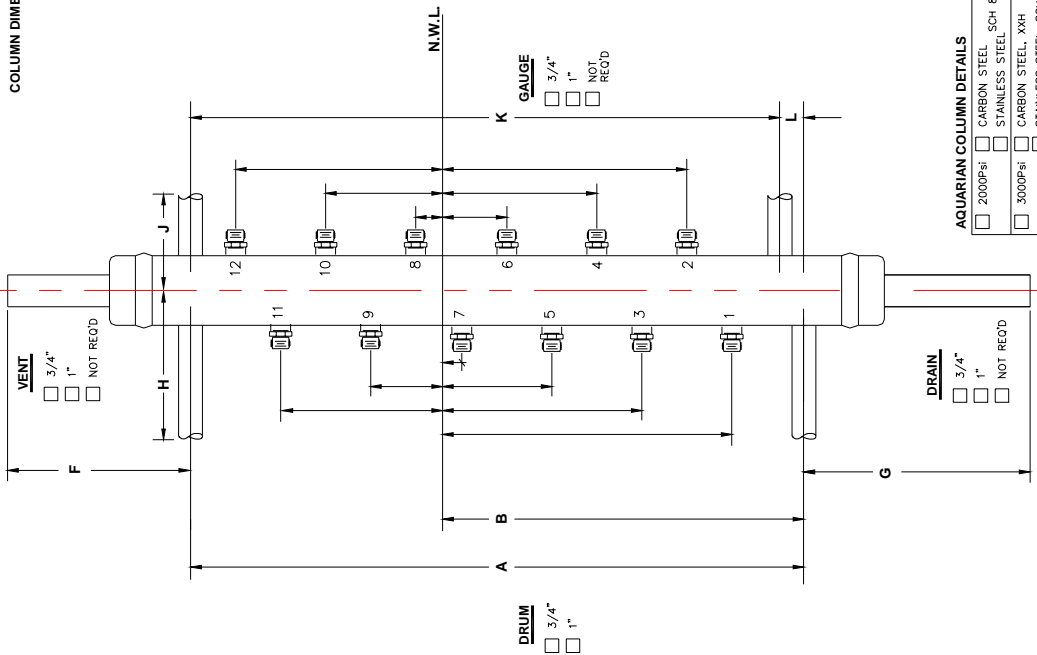 COLUMN DIME
N.W.L.
VENT
3/4"
1"
NOT REQ'D
F
H
J
12
10
8
6
4
2
11
9
7
5
3
1
GAUGE
3/4"
1"
NOT
REQ'D
K
L
A
B
G
DRUM
3/4"
1"
DRAIN
3/4"
1"
NOT REQ'D
AQUARIAN COLUMN DETAILS
2000Psi CARBON STEEL
STAINLESS STEEL SCH 8
3000Psi CARBON STEEL, XXH